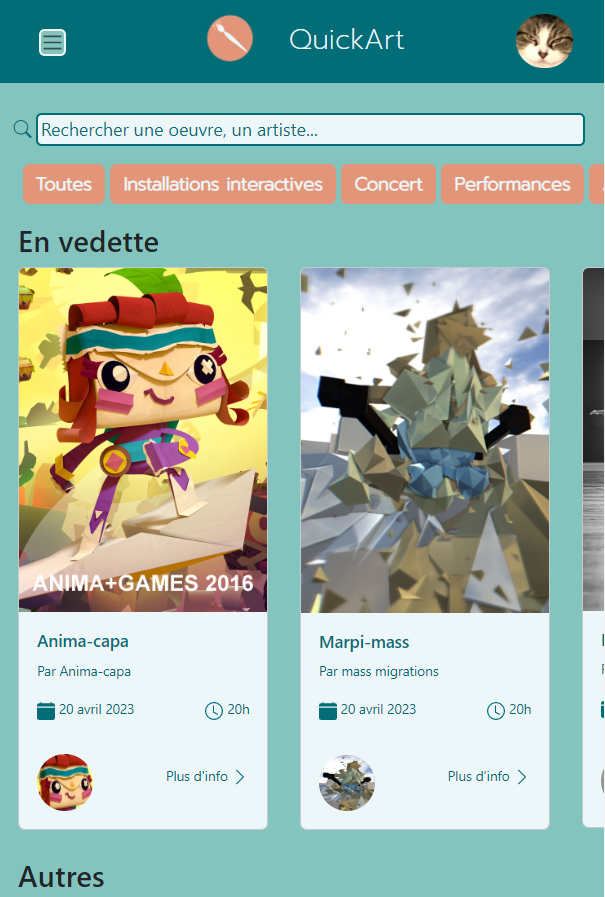 QuickArt
Rechercher une oeuvre, un artiste...
Toutes
Installations interactives
Concert
Performances
En vedette
ANIMA+GAMES 2016
Anima-capa
Par Anima-capa
20 avril 2023
20h
Plus d'info
Marpi-mass
Par mass migrations
20 avril 2023
20h
Plus d'info
Autres